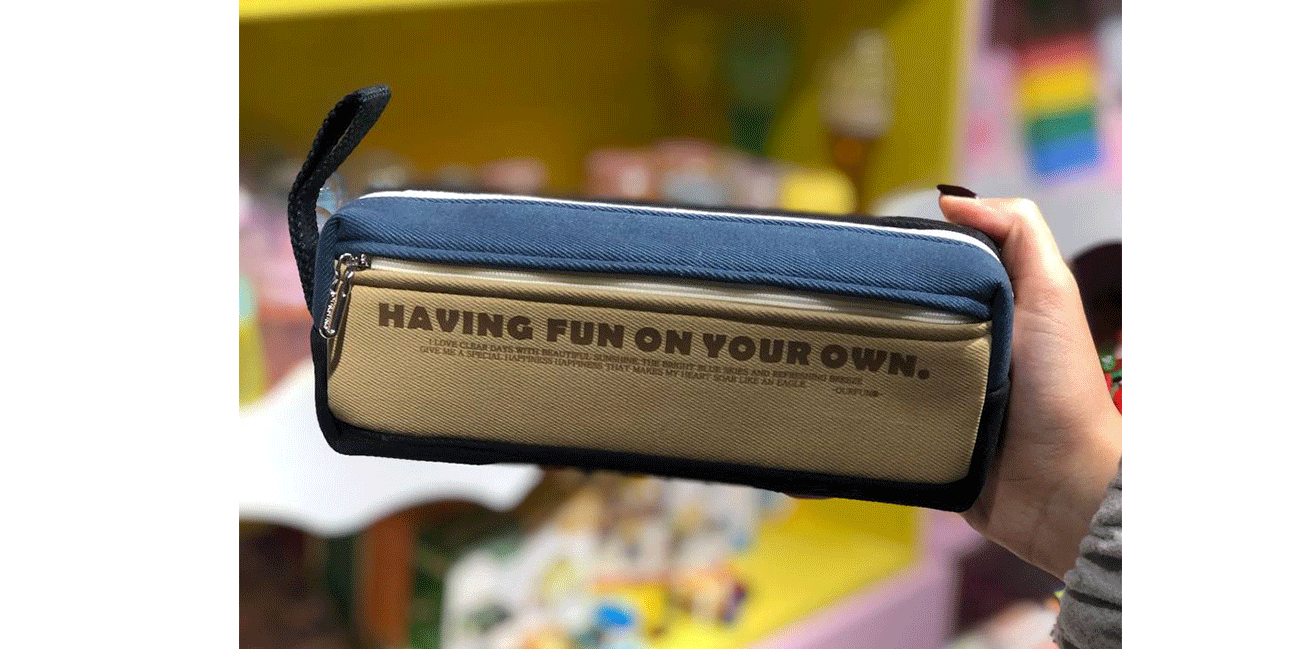 HAVING FUN ON YOUR OWN.
I LOVE CLEAR DAYS WITH BEAUTIFUL SUNSHINE, THE BRIGHT BLUE SKIES AND REFRESHING BREEZE
GIVE ME A SPECIAL HAPPINESS HAPPINESS THAT MAKES MY HEART SOAR LIKE AN EAGLE